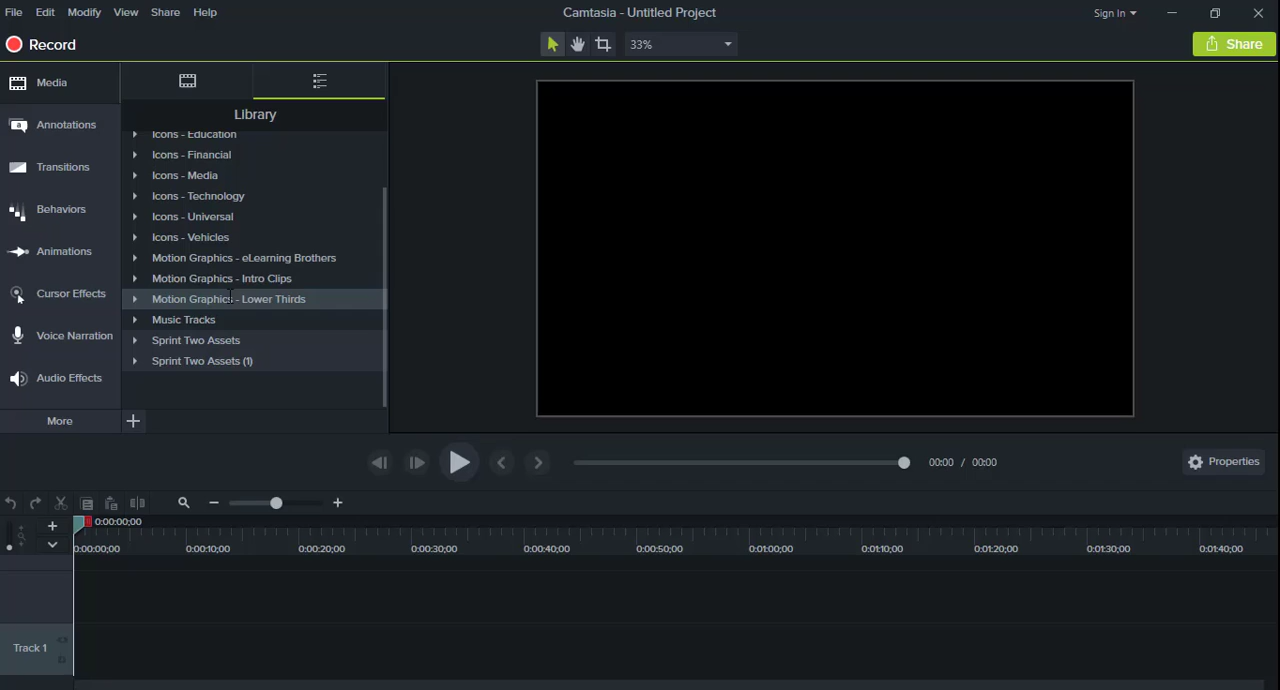 File Edit Modify View Share Help
Camtasia - Untitled Project
Sign In
Record
33%
Share
Media
Annotations
Transitions
Behaviors
Animations
Cursor Effects
Voice Narration
Audio Effects
More
Library
Icons - Education
Icons - Financial
Icons - Media
Icons - Technology
Icons - Universal
Icons - Vehicles
Motion Graphics - eLearning Brothers
Motion Graphics - Intro Clips
Motion Graphics - Lower Thirds
Music Tracks
Sprint Two Assets
Sprint Two Assets (1)
00:00 / 00:00
Properties
0:00:00;00
0:00:00;00 0:00:10;00 0:00:20;00 0:00:30;00 0:00:40;00 0:00:50;00 0:01:00;00 0:01:10;00 0:01:20;00 0:01:30;00 0:01:40;00
Track 1